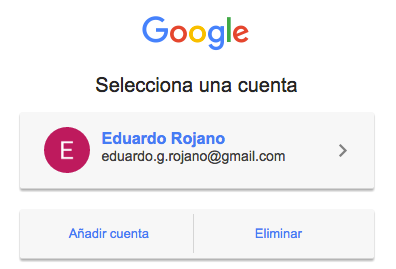 Google
Selecciona una cuenta
E
Eduardo Rojano
eduardo.g.rojano@gmail.com
Añadir cuenta
Eliminar